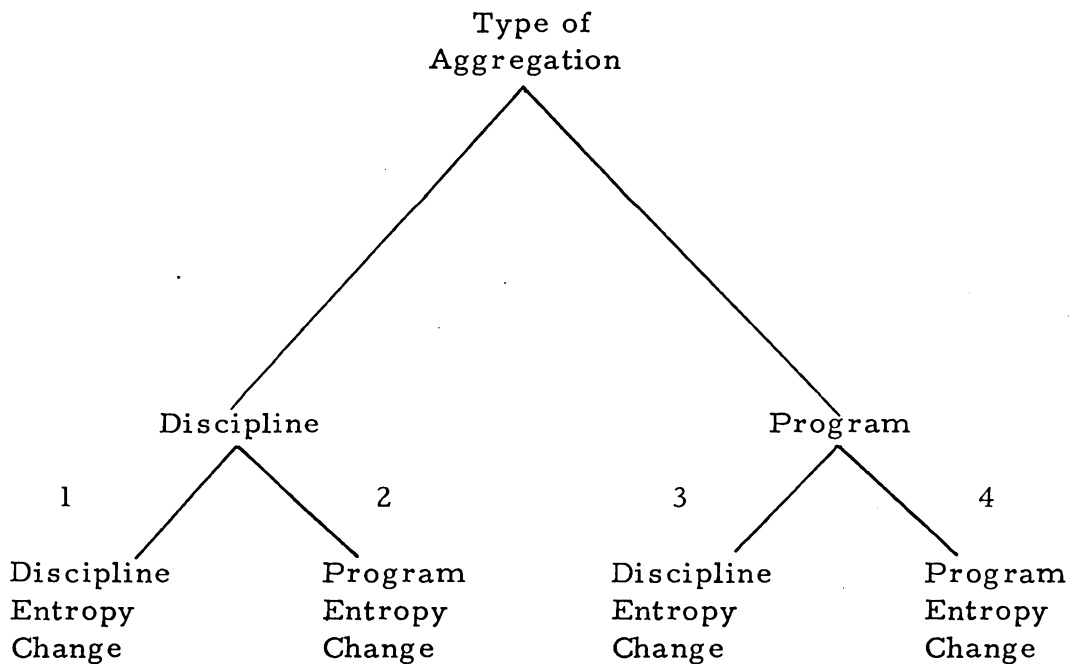 Type of
Aggregation
Discipline
Program
1
2
3
4
Discipline
Entropy
Change
Program
Entropy
Change
Discipline
Entropy
Change
Program
Entropy
Change